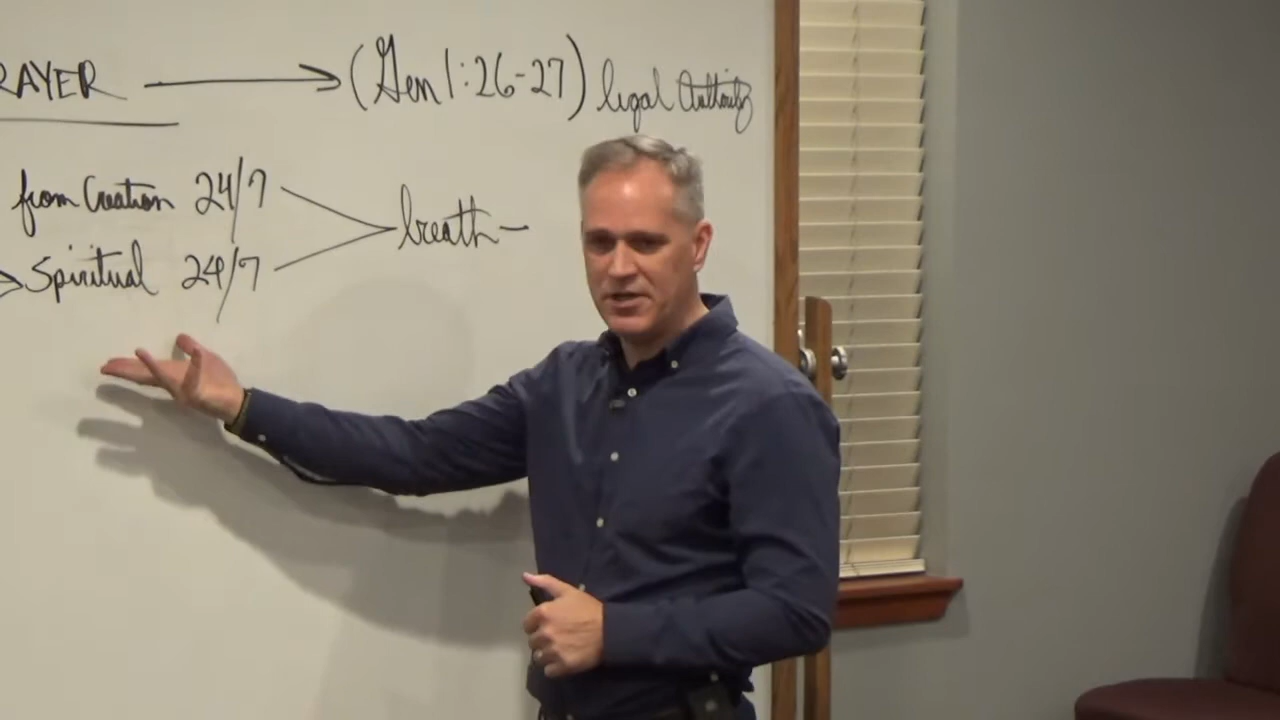 RAYER → (Gen 1:26-27) legal Authority
from Creation 24/7
breath-
→ Spiritual 24/7